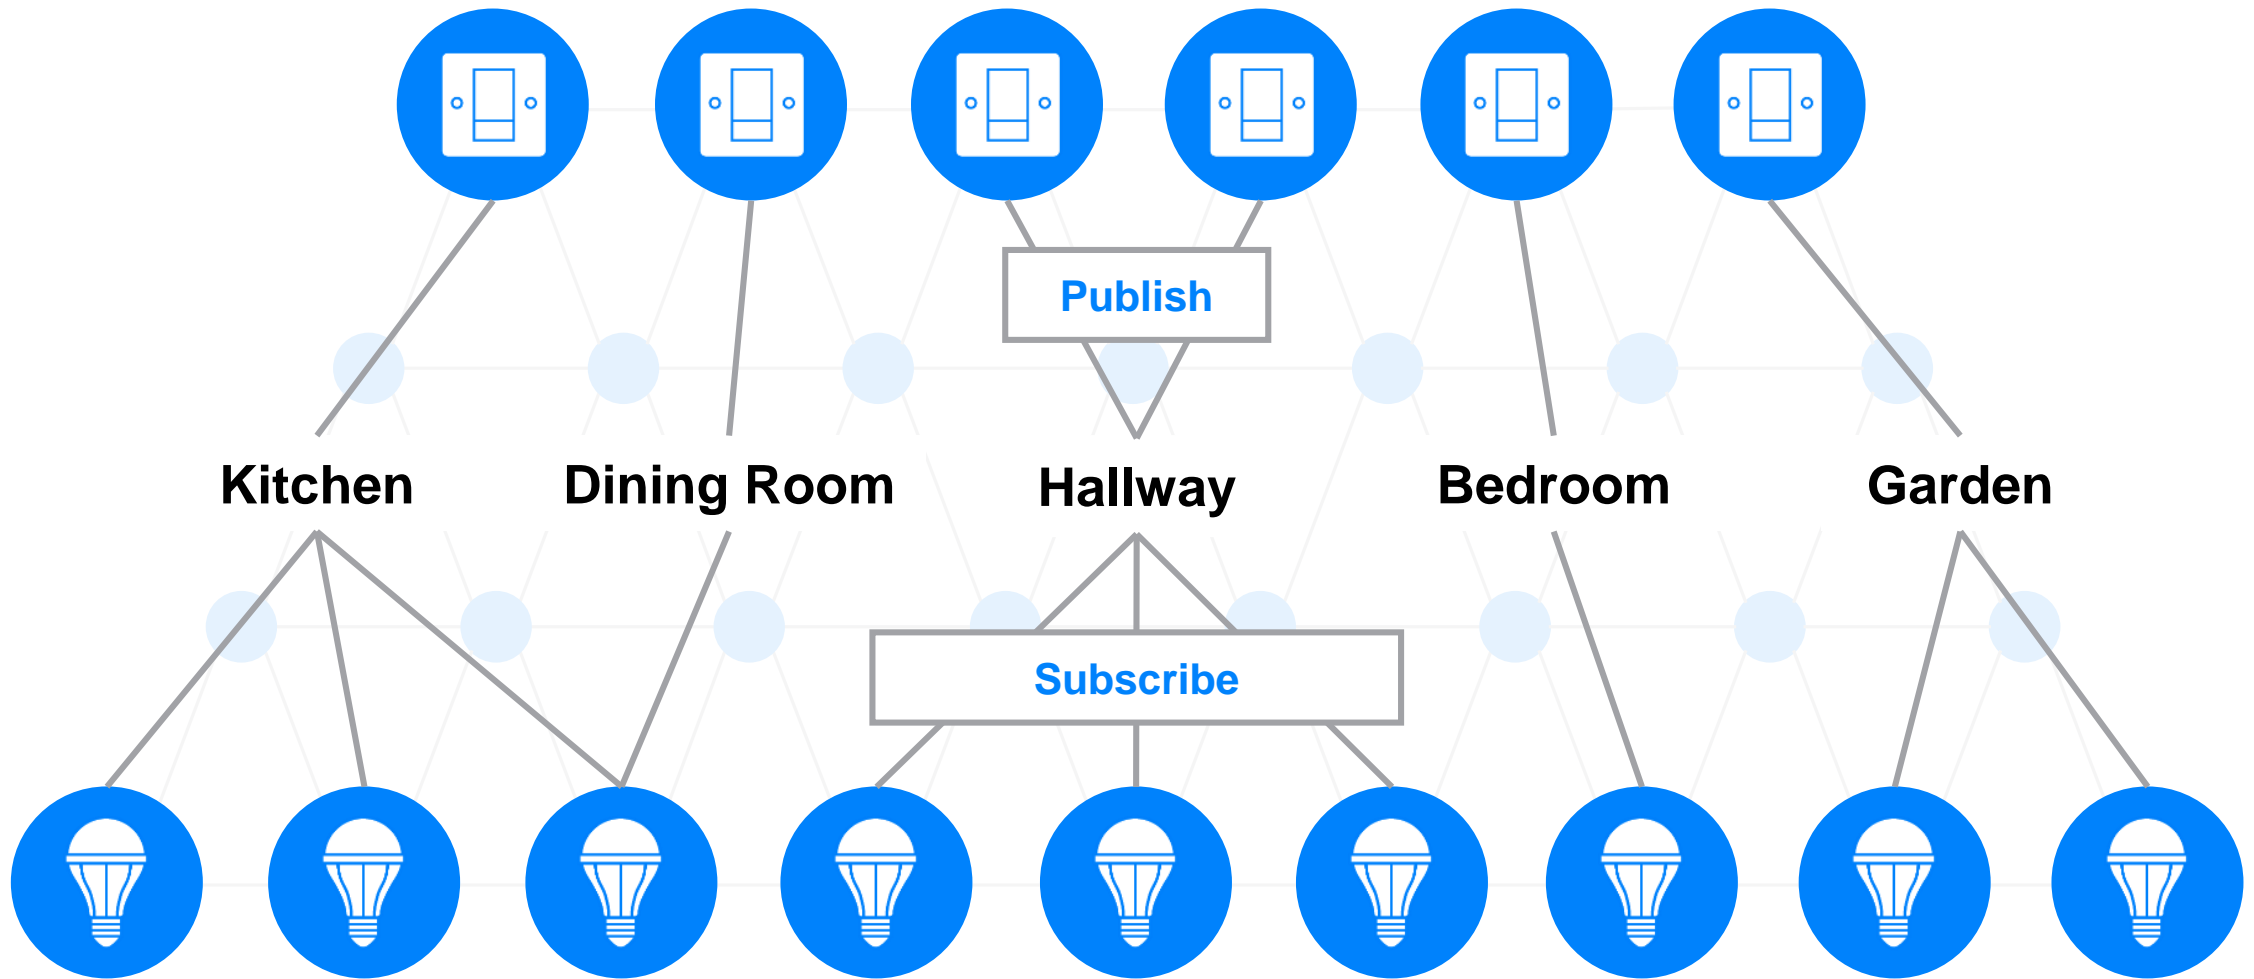 Publish
Kitchen
Dining Room
Hallway
Bedroom
Garden
Subscribe